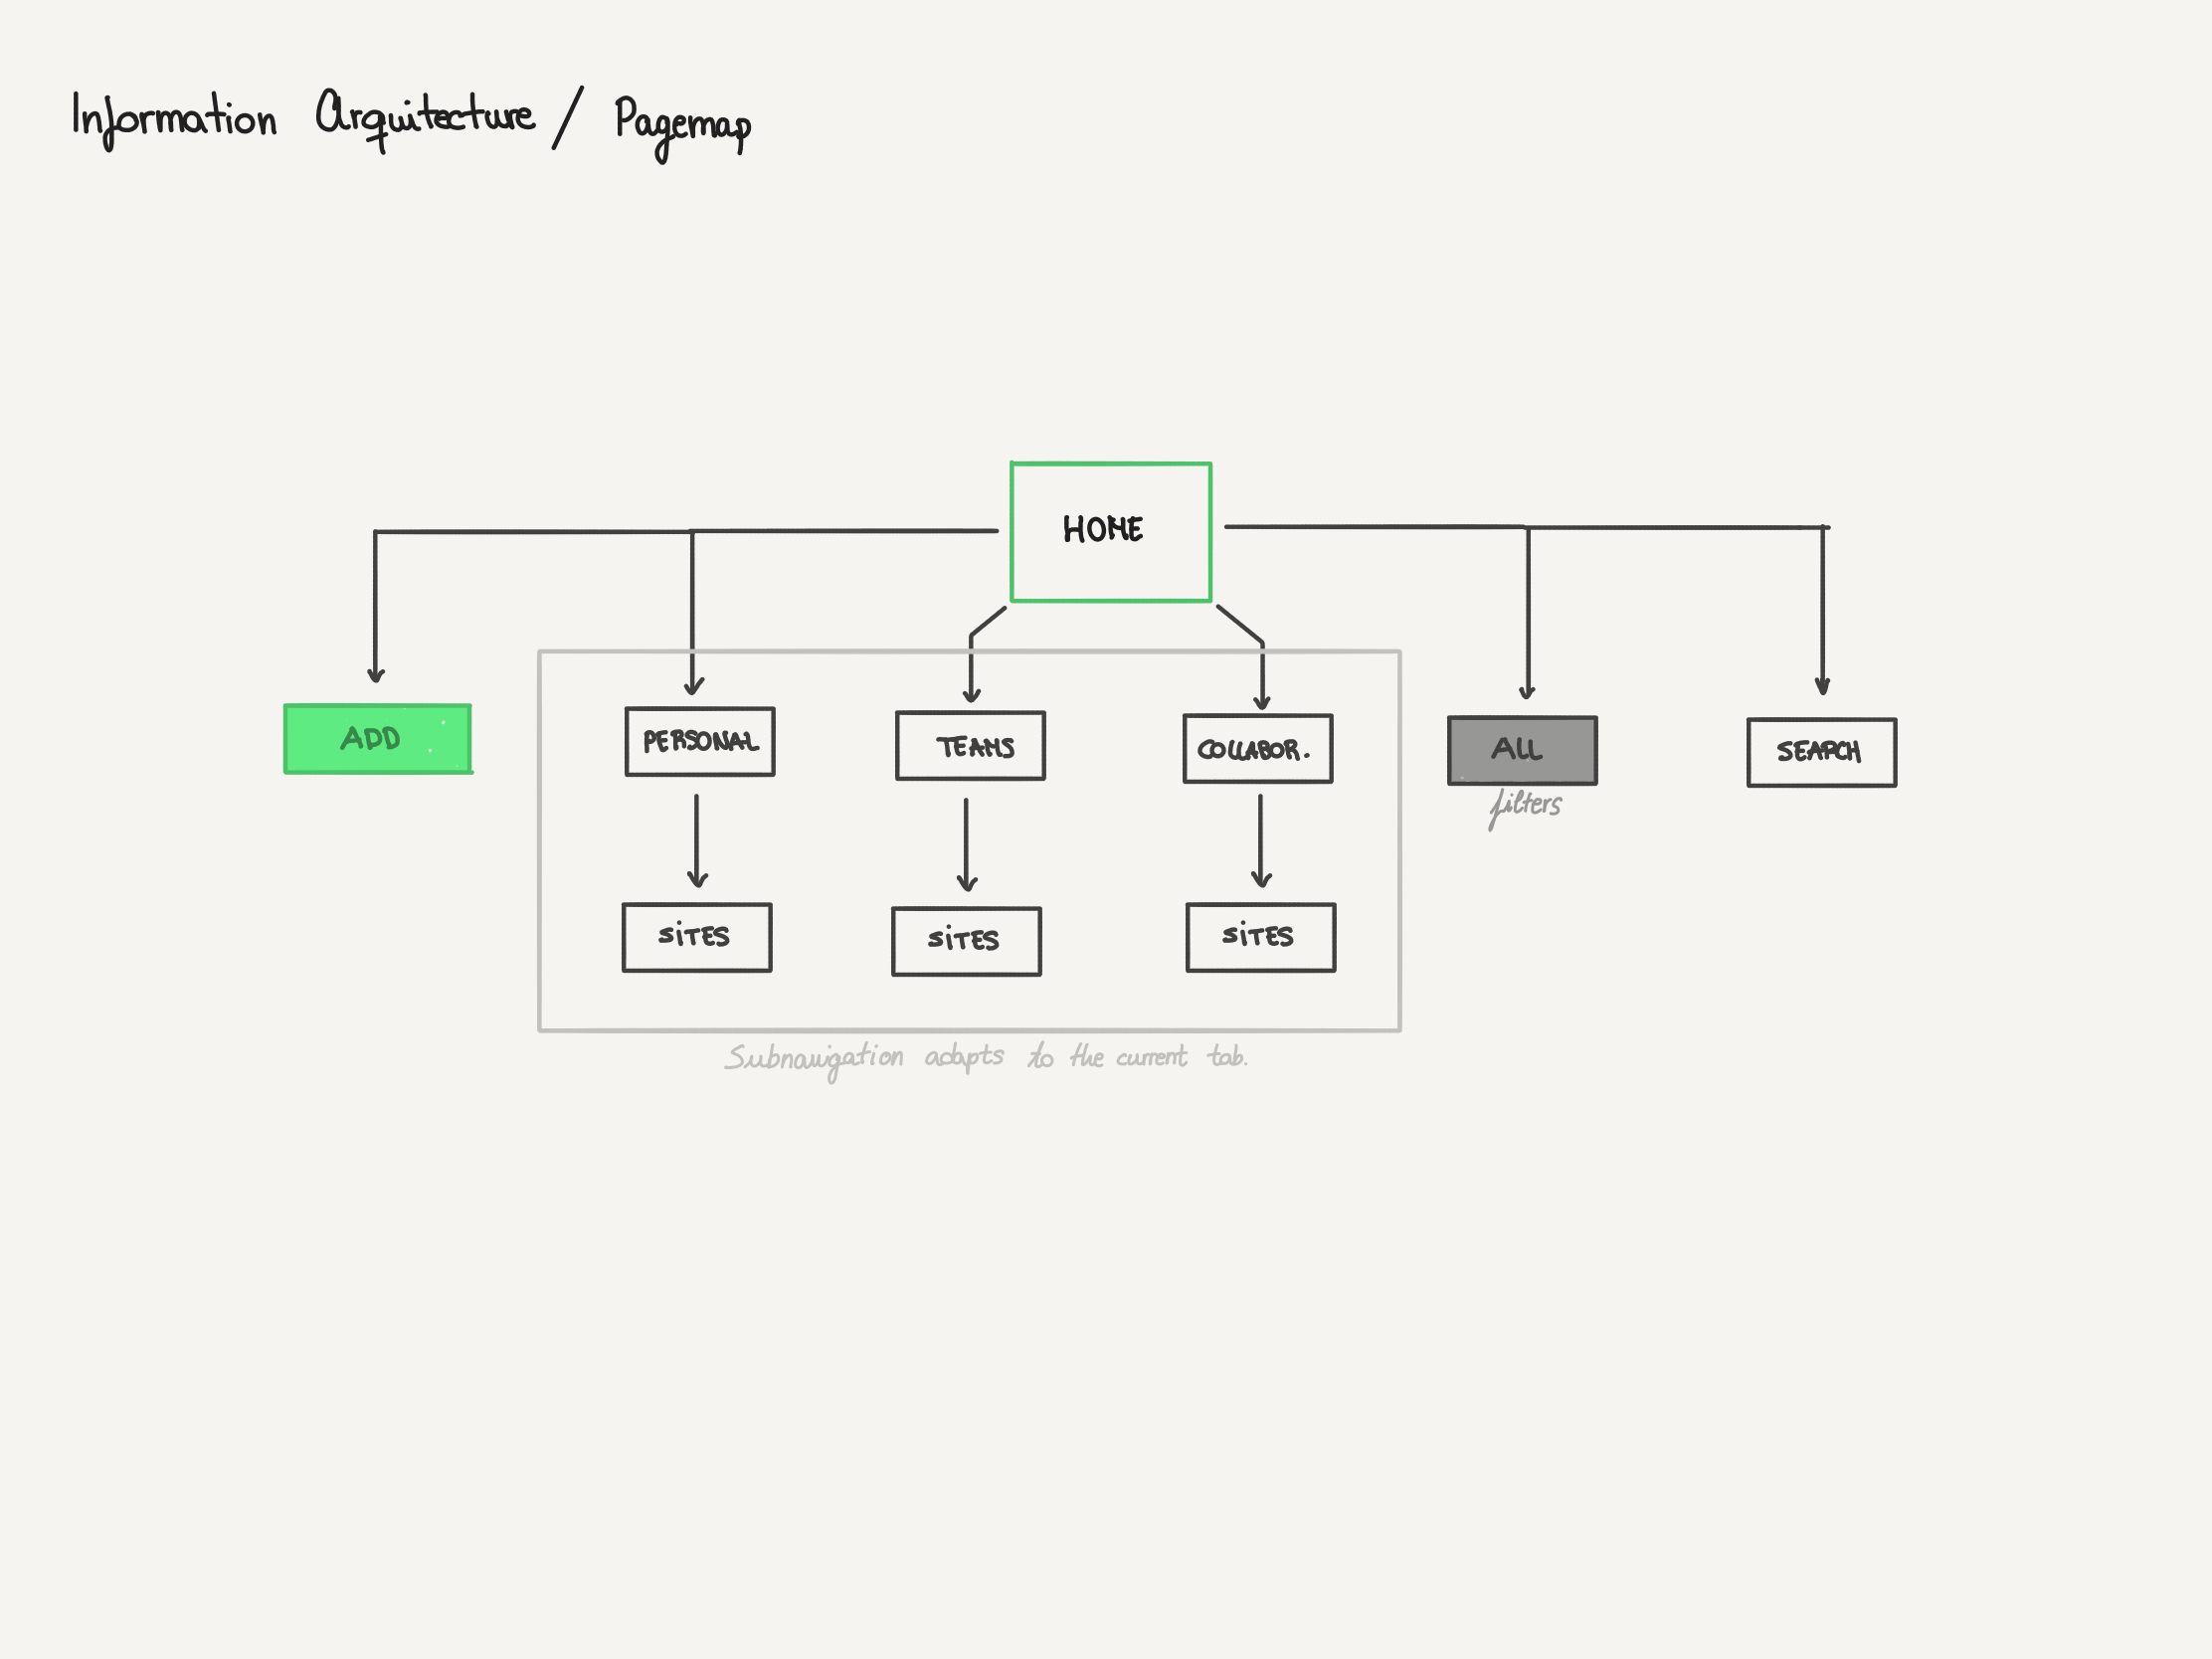 Information Arquitecture / Pagemap
HOME
ADD
PERSONAL
TEAMS
COLLABOR.
ALL
SEARCH
filters
SiTES
SiTES
SiTES
Subnavigation adapts to the current tab.